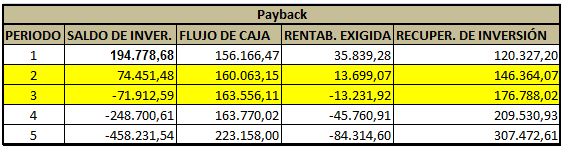 Payback
PERIODO SALDO DE INVER. FLUJO DE CAJA RENTAB. EXIGIDA RECUPER. DE INVERSIÓN
1 194.778,68 156.166,47 35.839,28 120.327,20
2 74.451,48 160.063,15 13.699,07 146.364,07
3 -71.912,59 163.556,11 -13.231,92 176.788,02
4 -248.700,61 163.770,02 -45.760,91 209.530,93
5 -458.231,54 223.158,00 -84.314,60 307.472,61